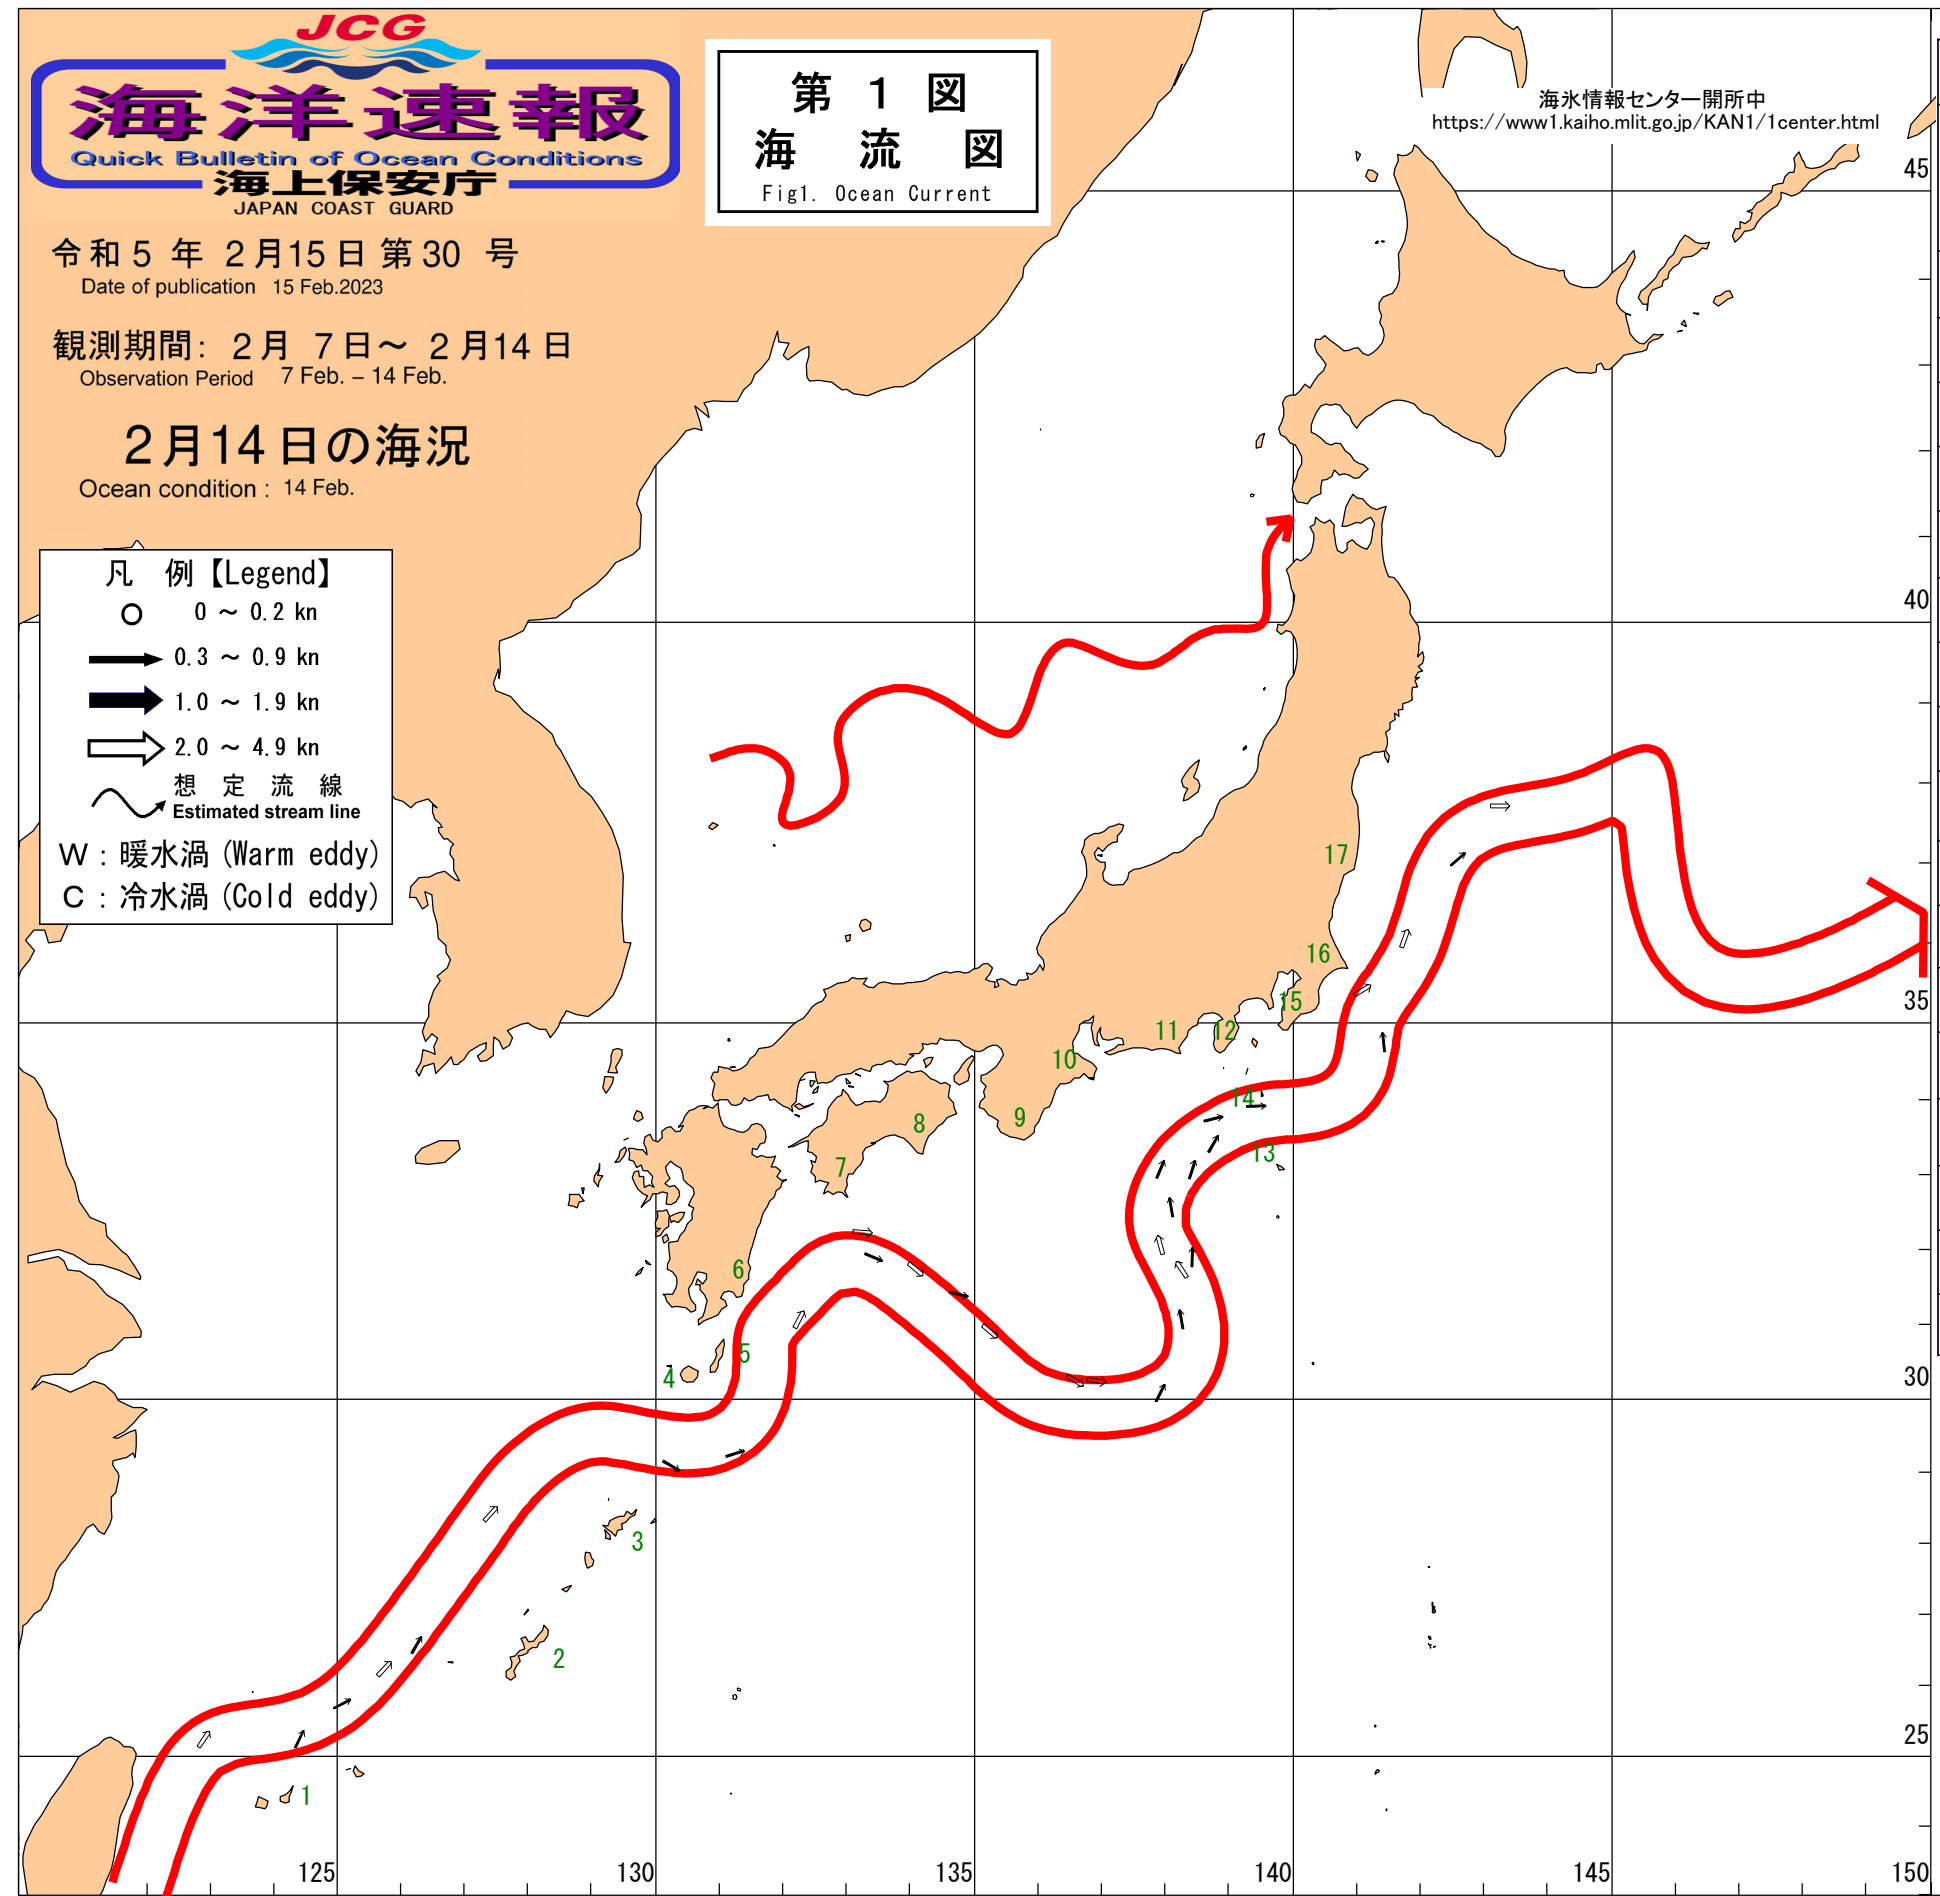 JCG
海洋速報
Quick Bulletin of Ocean Conditions
海上保安庁
JAPAN COAST GUARD
第 1 図
海 流 図
Fig1. Ocean Current
海氷情報センター開所中
https://www1.kaiho.mlit.go.jp/KAN1/1center.html
令和 5 年 2月15日 第30 号
Date of publication 15 Feb.2023
観測期間: 2月 7日～ 2月14日
Observation Period 7 Feb. – 14 Feb.
2月14日の海況
Ocean condition : 14 Feb.
凡 例【Legend】
0 ～ 0.2 kn
0.3 ～ 0.9 kn
1.0 ～ 1.9 kn
2.0 ～ 4.9 kn
想 定 流 線
Estimated stream line
W : 暖水渦 (Warm eddy)
C : 冷水渦 (Cold eddy)
45
40
17
16
35
15
12
11
10
14
9
8
13
7
6
5
4
30
3
2
25
1
125
130
135
140
145
150